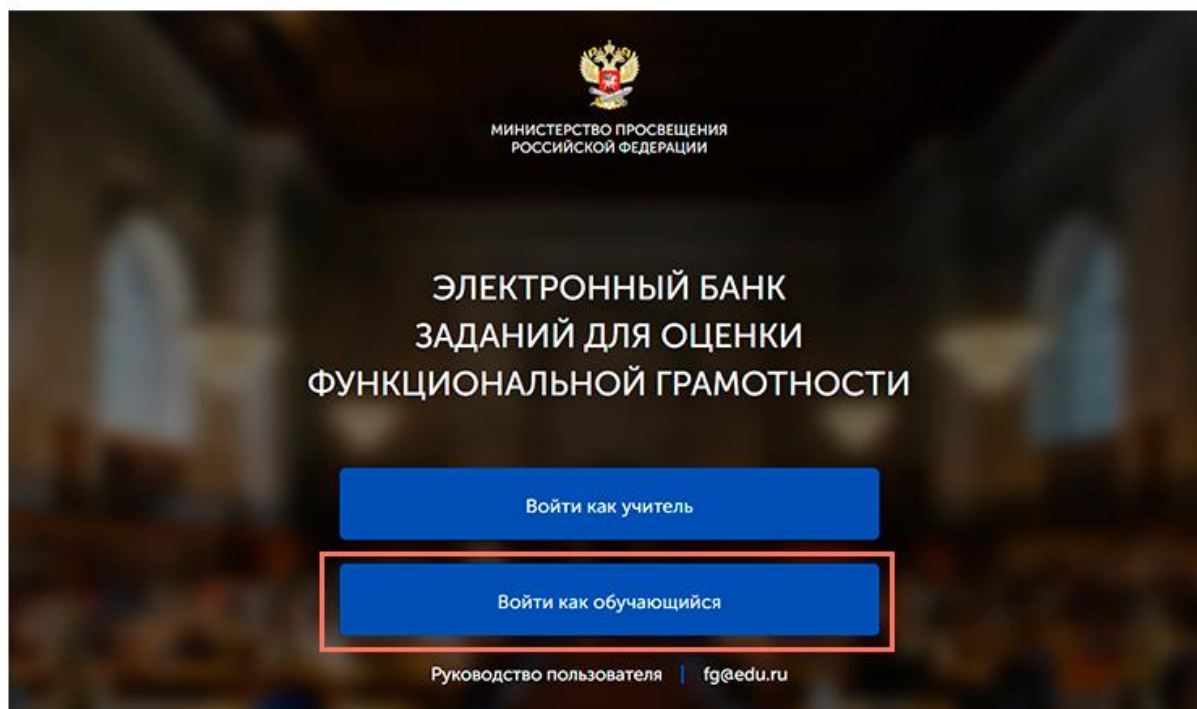 МИНИСТЕРСТВО ПРОСВЕЩЕНИЯ
РОССИЙСКОЙ ФЕДЕРАЦИИ
ЭЛЕКТРОННЫЙ БАНК
ЗАДАНИЙ ДЛЯ ОЦЕНКИ
ФУНКЦИОНАЛЬНОЙ ГРАМОТНОСТИ
Войти как учитель
Войти как обучающийся
Руководство пользователя | fg@edu.ru